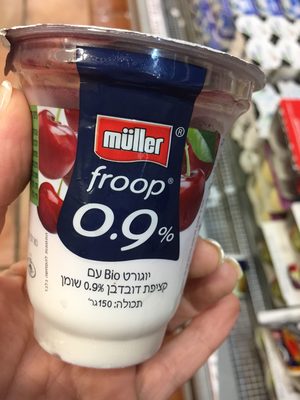 müller®
froop®
0.9%
יוגורט Bio עם
קציפת דובדבן 0.9% שומן
תכולה: 150 גר'